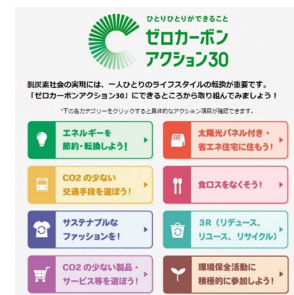 ひとりひとりができること
ゼロカーボン
アクション30
脱炭素社会の実現には、一人ひとりのライフスタイルの転換が重要です。
「ゼロカーボンアクション30」にできるところから取り組んでみましょう！
*下の各カテゴリーをクリックすると具体的なアクション項目が確認できます。
エネルギーを
節約・転換しよう！
太陽光パネル付き・
省エネ住宅に住もう！
CO2 の少ない
交通手段を選ぼう！
食ロスをなくそう！
サステナブルな
ファッションを！
3R（リデュース、
リユース、リサイクル）
CO2 の少ない製品・
サービス等を選ぼう！
環境保全活動に
積極的に参加しよう！